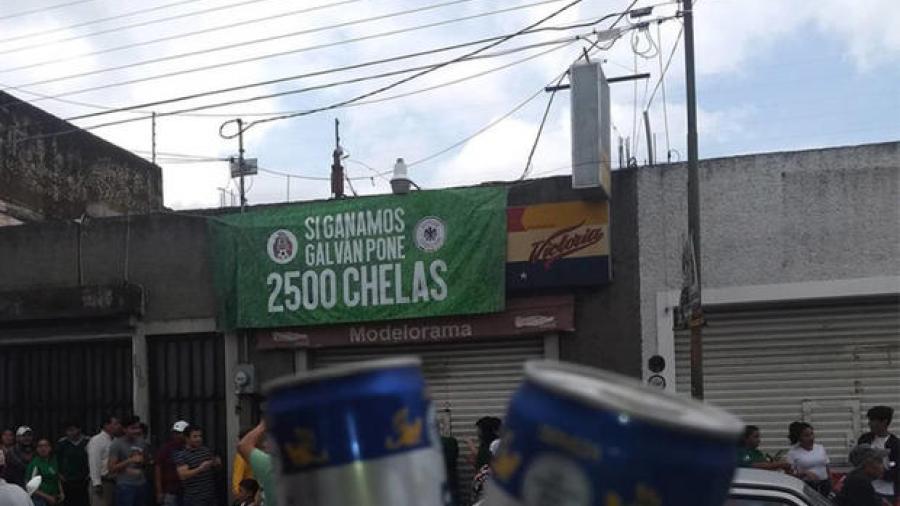 SI GANAMOS
GALVÁN PONE
2500 CHELAS
Victoria
Modelorama